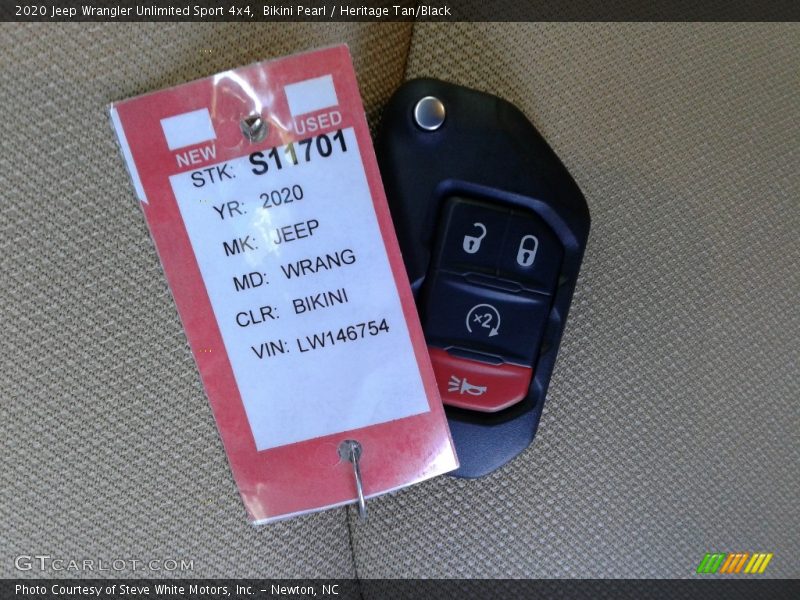 2020 Jeep Wrangler Unlimited Sport 4x4, Bikini Pearl / Heritage Tan/Black
NEW USED
STK: S11701
YR: 2020
MK: JEEP
MD: WRANG
CLR: BIKINI
VIN: LW146754
×2
GTCARLOT.COM
Photo Courtesy of Steve White Motors, Inc. – Newton, NC